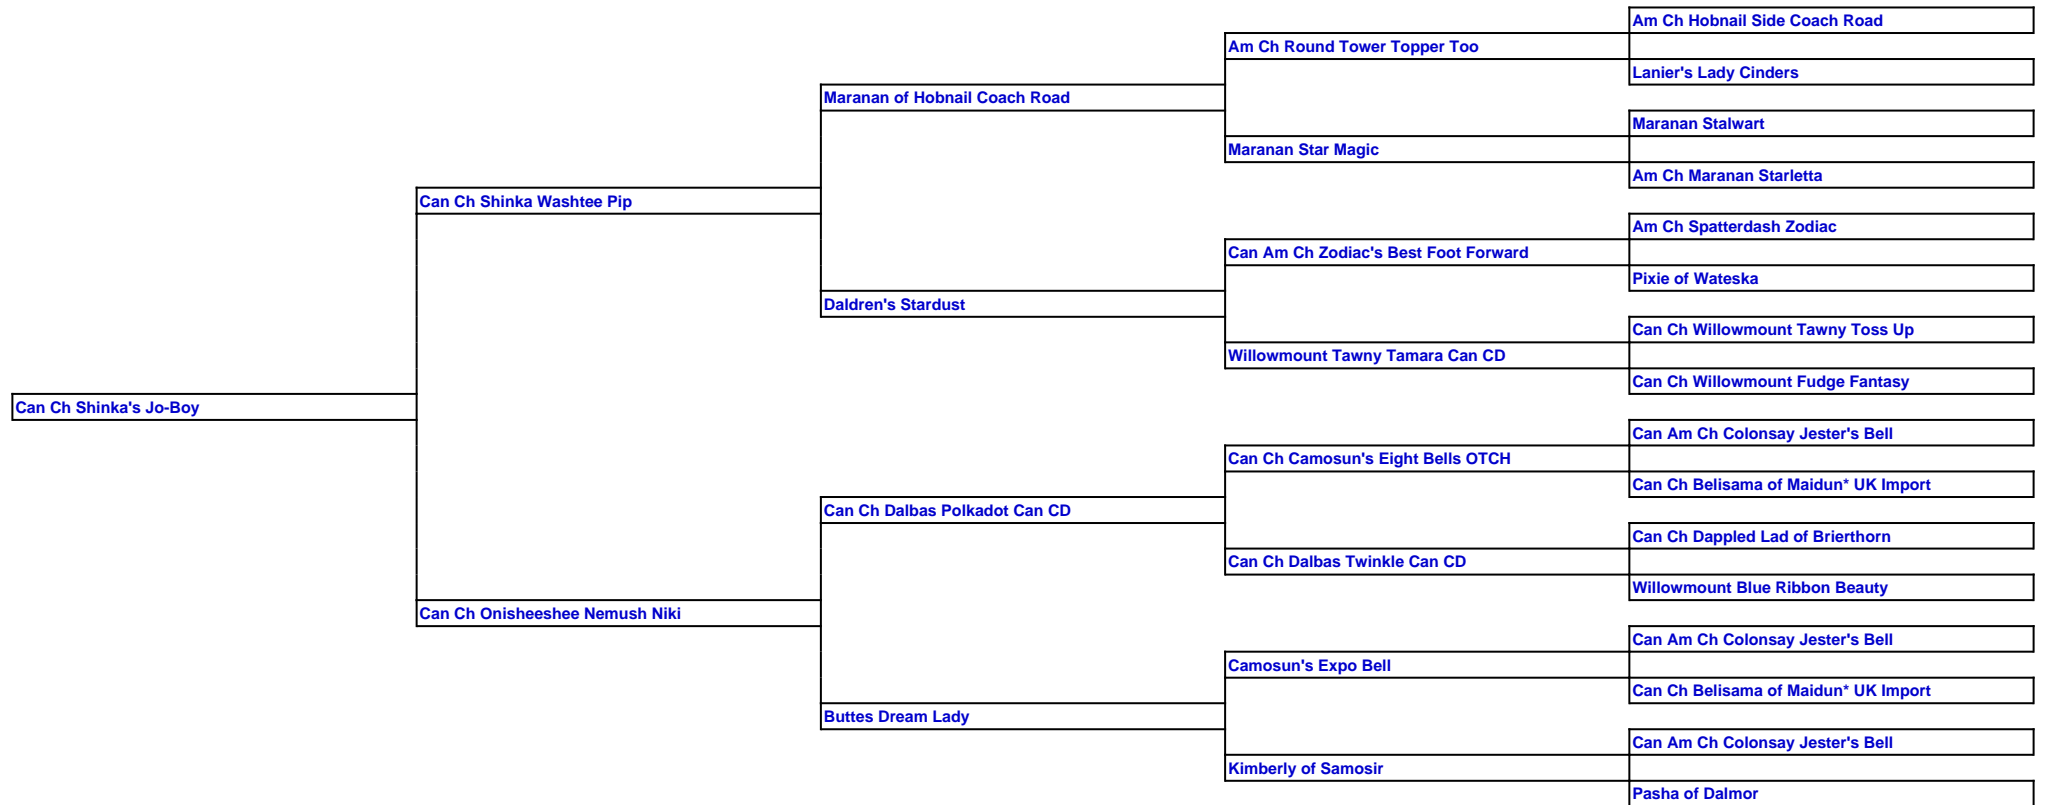 Am Ch Hobnail Side Coach Road
Am Ch Round Tower Topper Too
Lanier's Lady Cinders
Maranan of Hobnail Coach Road
Maranan Stalwart
Maranan Star Magic
Am Ch Maranan Starletta
Can Ch Shinka Washtee Pip
Am Ch Spatterdash Zodiac
Can Am Ch Zodiac's Best Foot Forward
Pixie of Wateska
Daldren's Stardust
Can Ch Willowmount Tawny Toss Up
Willowmount Tawny Tamara Can CD
Can Ch Willowmount Fudge Fantasy
Can Ch Shinka's Jo-Boy
Can Am Ch Colonsay Jester's Bell
Can Ch Camosun's Eight Bells OTCH
Can Ch Belisama of Maidun* UK Import
Can Ch Dalbas Polkadot Can CD
Can Ch Dappled Lad of Brierthorn
Can Ch Dalbas Twinkle Can CD
Willowmount Blue Ribbon Beauty
Can Ch Onisheeshee Nemush Niki
Can Am Ch Colonsay Jester's Bell
Camosun's Expo Bell
Can Ch Belisama of Maidun* UK Import
Buttes Dream Lady
Can Am Ch Colonsay Jester's Bell
Kimberly of Samosir
Pasha of Dalmor